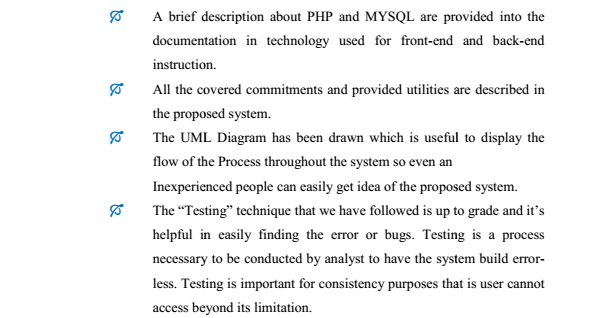 A brief description about PHP and MYSQL are provided into the
documentation in technology used for front-end and back-end
instruction.
All the covered commitments and provided utilities are described in
the proposed system.
The UML Diagram has been drawn which is useful to display the
flow of the Process throughout the system so even an
Inexperienced people can easily get idea of the proposed system.
The “Testing” technique that we have followed is up to grade and it’s
helpful in easily finding the error or bugs. Testing is a process
necessary to be conducted by analyst to have the system build error-
less. Testing is important for consistency purposes that is user cannot
access beyond its limitation.